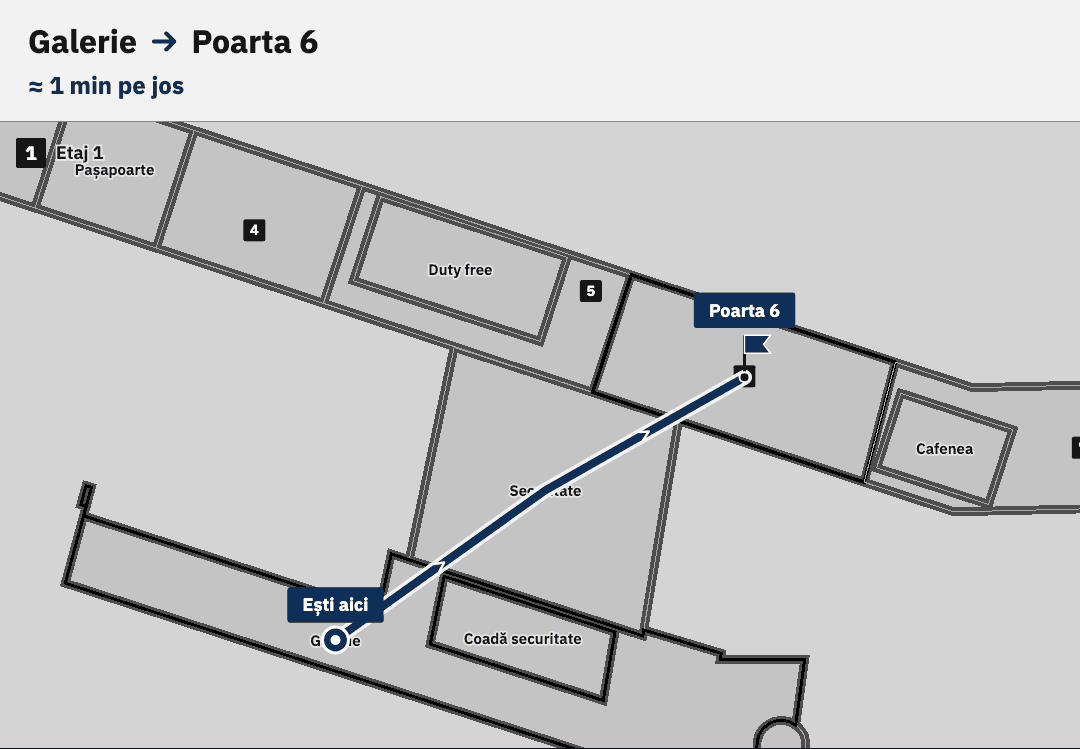 Galerie → Poarta 6
≈ 1 min pe jos
1 Etaj 1
Pașapoarte
4
Duty free
5
Poarta 6
Cafenea
Ești aici
Coadă securitate